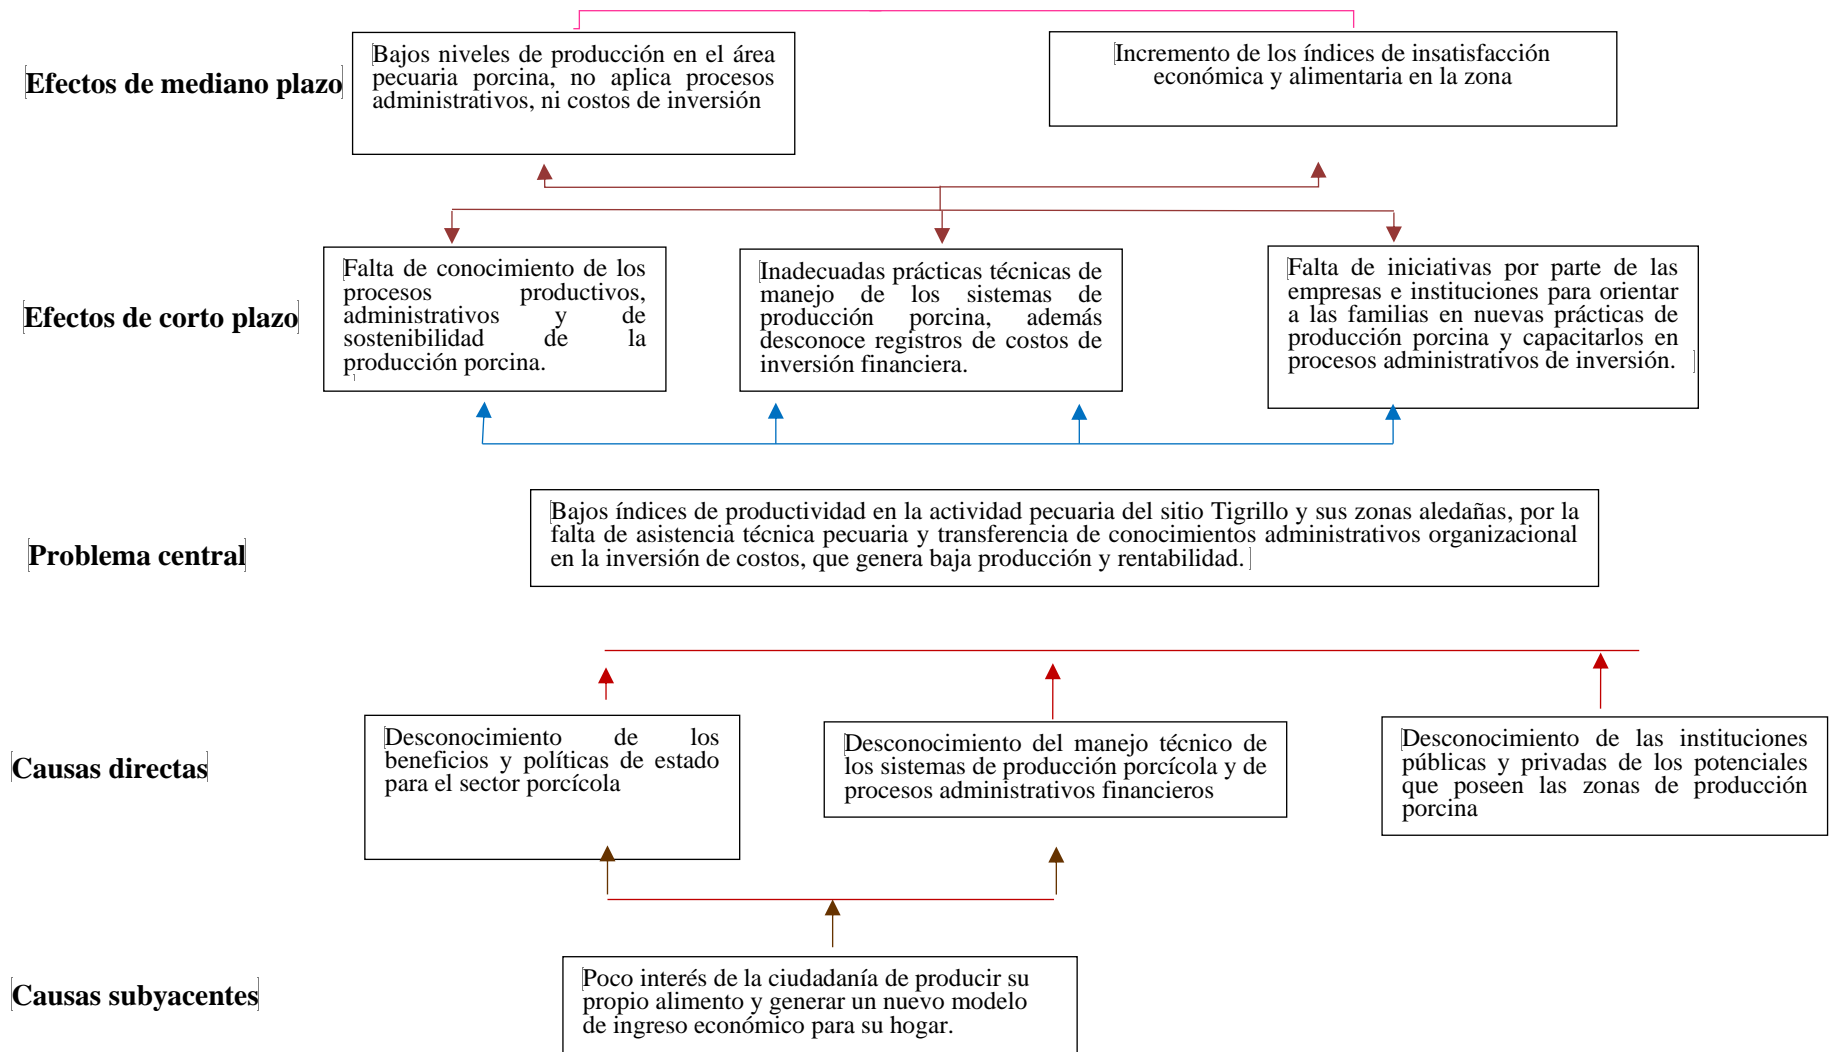 Efectos de mediano plazo
Bajos niveles de producción en el área
pecuaria porcina, no aplica procesos
administrativos, ni costos de inversión
Incremento de los índices de insatisfacción
económica y alimentaria en la zona
Efectos de corto plazo
Falta de conocimiento de los
procesos productivos,
administrativos y de
sostenibilidad de la
producción porcina.
Inadecuadas prácticas técnicas de
manejo de los sistemas de
producción porcina, además
desconoce registros de costos de
inversión financiera.
Falta de iniciativas por parte de las
empresas e instituciones para orientar
a las familias en nuevas prácticas de
producción porcina y capacitarlos en
procesos administrativos de inversión.
Problema central
Bajos índices de productividad en la actividad pecuaria del sitio Tigrillo y sus zonas aledañas, por la
falta de asistencia técnica pecuaria y transferencia de conocimientos administrativos organizacional
en la inversión de costos, que genera baja producción y rentabilidad.
Causas directas
Desconocimiento de los
beneficios y políticas de estado
para el sector porcícola
Desconocimiento del manejo técnico de
los sistemas de producción porcícola y de
procesos administrativos financieros
Desconocimiento de las instituciones
públicas y privadas de los potenciales
que poseen las zonas de producción
porcina
Causas subyacentes
Poco interés de la ciudadanía de producir su
propio alimento y generar un nuevo modelo
de ingreso económico para su hogar.